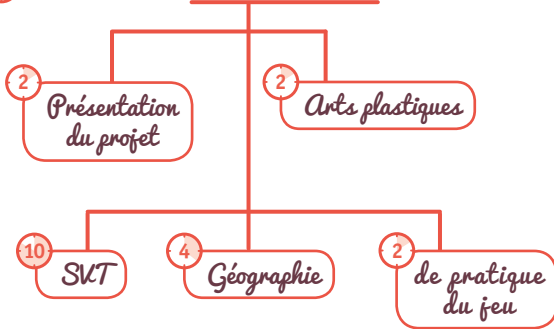 2
Présentation
du projet
2
Arts plastiques
10
SVT
4
Géographie
2
de pratique
du jeu